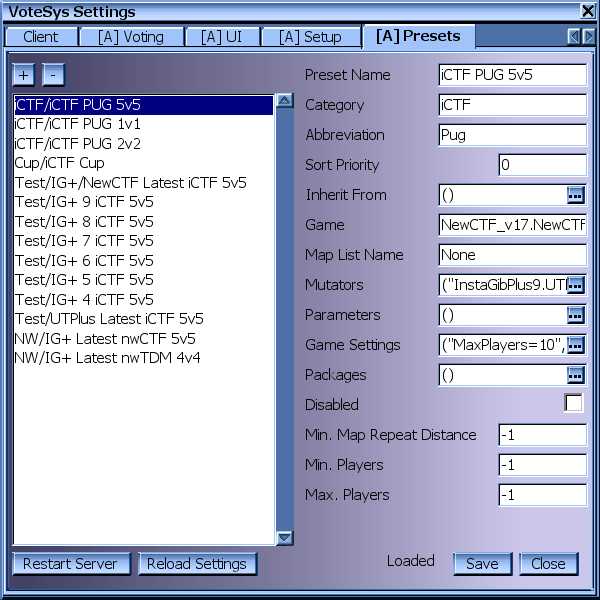 VoteSys Settings
Client
[A] Voting
[A] UI
[A] Setup
[A] Presets
+
-
iCTF/iCTF PUG 5v5
iCTF/iCTF PUG 1v1
iCTF/iCTF PUG 2v2
Cup/iCTF Cup
Test/IG+/NewCTF Latest iCTF 5v5
Test/IG+ 9 iCTF 5v5
Test/IG+ 8 iCTF 5v5
Test/IG+ 7 iCTF 5v5
Test/IG+ 6 iCTF 5v5
Test/IG+ 5 iCTF 5v5
Test/IG+ 4 iCTF 5v5
Test/UTPlus Latest iCTF 5v5
NW/IG+ Latest nwCTF 5v5
NW/IG+ Latest nwTDM 4v4
Preset Name iCTF PUG 5v5
Category iCTF
Abbreviation Pug
Sort Priority 0
Inherit From () ...
Game NewCTF_v17.NewCTF
Map List Name None
Mutators ("InstaGibPlus9.UT ...
Parameters () ...
Game Settings ("MaxPlayers=10", ...
Packages () ...
Disabled
Min. Map Repeat Distance -1
Min. Players -1
Max. Players -1
Restart Server
Reload Settings
Loaded
Save
Close